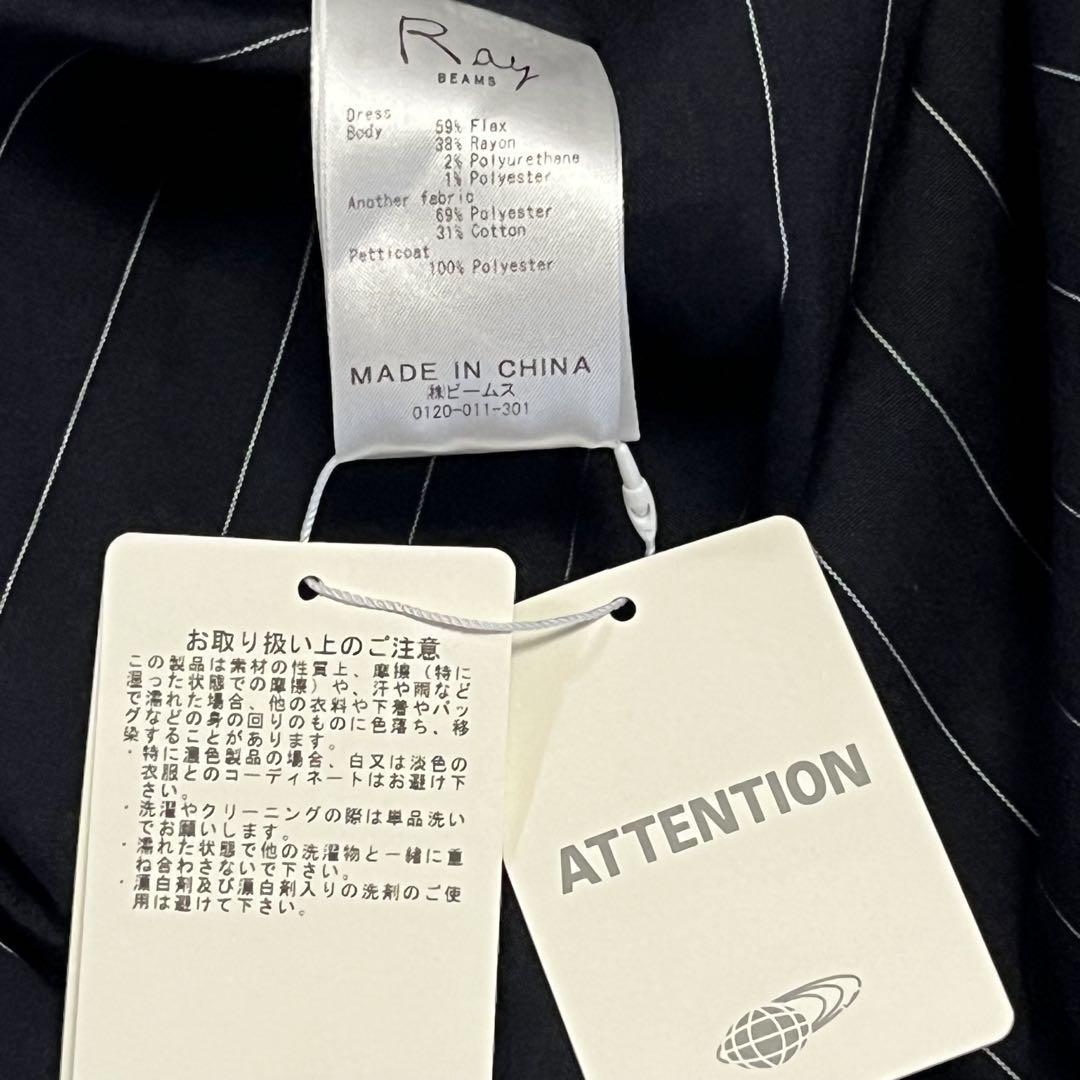 Ray
BEAMS
Dress
Body 59% Flax
38% Rayon
2% Polyurethane
1% Polyester
Another fabric
69% Polyester
31% Cotton
Petticoat
100% Polyester
MADE IN CHINA
㈱ビームス
0120-011-301
お取り扱い上のご注意
この製品は素材の性質上、摩擦（特に
湿った状態での摩擦）や、汗や雨など
で濡れた場合、他の衣料や下着やバッ
グなどの身の回りのものに色落ち、移
染することがあります。
・特に濃色製品の場合、白又は淡色の
衣服とのコーディネートはお避け下
さい。
・洗濯やクリーニングの際は単品洗い
でお願いします。
・濡れた状態で他の洗濯物と一緒に重
ね合わさないで下さい。
・漂白剤及び漂白剤入りの洗剤のご使
用は避けて下さい。
ATTENTION